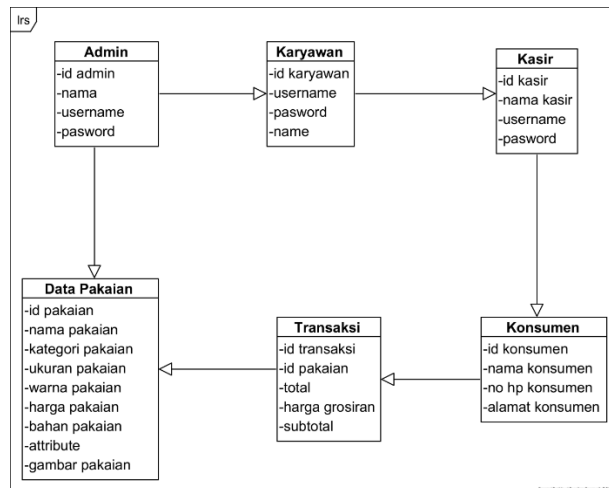 lrs
Admin
-id admin
-nama
-username
-pasword
Karyawan
-id karyawan
-username
-pasword
-name
Kasir
-id kasir
-nama kasir
-username
-pasword
Data Pakaian
-id pakaian
-nama pakaian
-kategori pakaian
-ukuran pakaian
-warna pakaian
-harga pakaian
-bahan pakaian
-attribute
-gambar pakaian
Transaksi
-id transaksi
-id pakaian
-total
-harga grosiran
-subtotal
Konsumen
-id konsumen
-nama konsumen
-no hp konsumen
-alamat konsumen